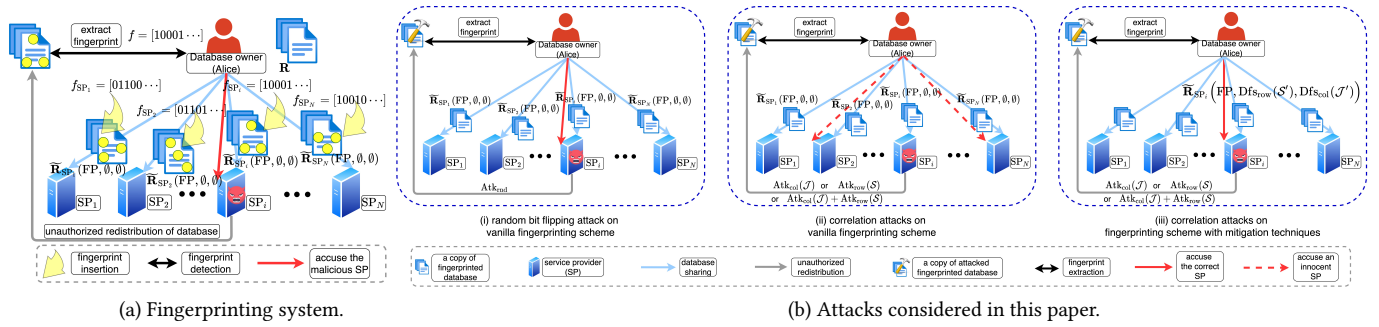 extract
fingerprint
f = [10001⋯]
Database owner
(Alice)
R
f_SP1 = [01100⋯]
f_SP2 = [01101⋯]
f_SPi = [10001⋯]
f_SPN = [10010⋯]
R̃_SP1(FP, ∅, ∅)
R̃_SP2(FP, ∅, ∅)
R̃_SPi(FP, ∅, ∅)
R̃_SPN(FP, ∅, ∅)
SP1
SP2
SPi
SPN
unauthorized redistribution of database
fingerprint
insertion
fingerprint
detection
accuse the
malicious SP
(a) Fingerprinting system.
extract
fingerprint
Database owner
(Alice)
R̃_SP1(FP, ∅, ∅)
R̃_SP2(FP, ∅, ∅)
R̃_SPi(FP, ∅, ∅)
R̃_SPN(FP, ∅, ∅)
SP1
SP2
SPi
SPN
Atk_rnd
(i) random bit flipping attack on
vanilla fingerprinting scheme
extract
fingerprint
Database owner
(Alice)
R̃_SP1(FP, ∅, ∅)
R̃_SP2(FP, ∅, ∅)
R̃_SPi(FP, ∅, ∅)
R̃_SPN(FP, ∅, ∅)
SP1
SP2
SPi
SPN
Atk_col(𝒥) or Atk_row(𝒮)
or Atk_col(𝒥) + Atk_row(𝒮)
(ii) correlation attacks on
vanilla fingerprinting scheme
extract
fingerprint
Database owner
(Alice)
R̃_SPi(FP, Dfs_row(𝒮′), Dfs_col(𝒥′))
SP1
SP2
SPi
SPN
Atk_col(𝒥) or Atk_row(𝒮)
or Atk_col(𝒥) + Atk_row(𝒮)
(iii) correlation attacks on
fingerprinting scheme with mitigation techniques
a copy of
fingerprinted
database
service provider
(SP)
database
sharing
unauthorized
redistribution
a copy of attacked
fingerprinted database
fingerprint
extraction
accuse
the correct
SP
accuse an
innocent
SP
(b) Attacks considered in this paper.